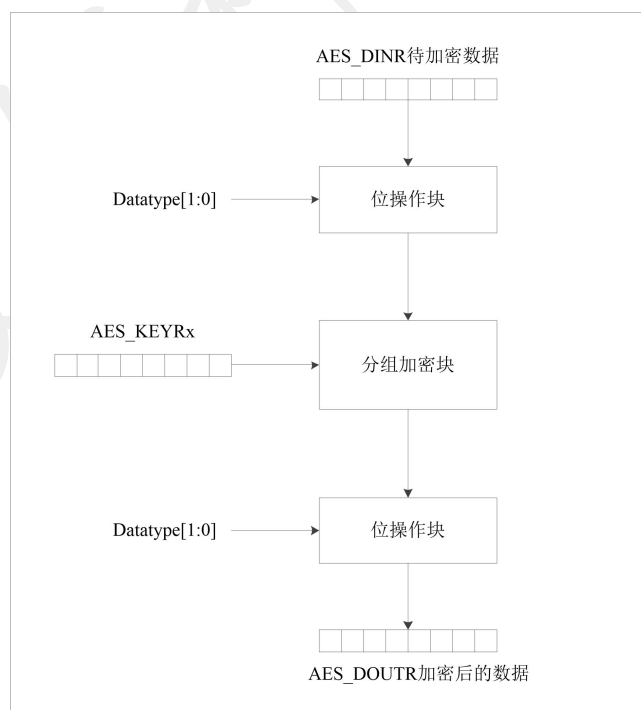 AES_DINR待加密数据
Datatype[1:0]
位操作块
AES_KEYRx
分组加密块
Datatype[1:0]
位操作块
AES_DOUTR加密后的数据